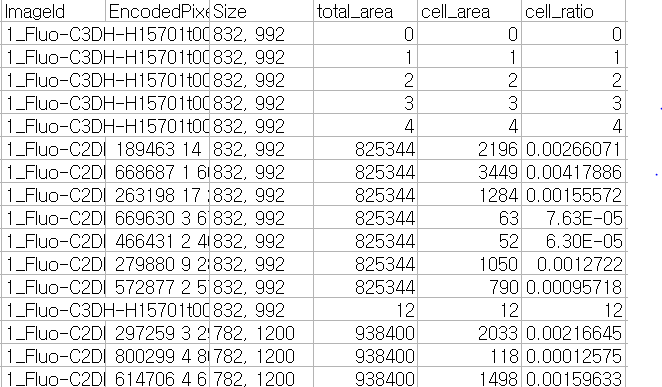 ImageId EncodedPixe Size total_area cell_area cell_ratio
1_Fluo-C3DH-H15701t00 832, 992 0 0 0
1_Fluo-C3DH-H15701t00 832, 992 1 1 1
1_Fluo-C3DH-H15701t00 832, 992 2 2 2
1_Fluo-C3DH-H15701t00 832, 992 3 3 3
1_Fluo-C3DH-H15701t00 832, 992 4 4 4
1_Fluo-C2DI 189463 14 832, 992 825344 2196 0.00266071
1_Fluo-C2DI 668687 1 6 832, 992 825344 3449 0.00417886
1_Fluo-C2DI 263198 17 832, 992 825344 1284 0.00155572
1_Fluo-C2DI 669630 3 6 832, 992 825344 63 7.63E-05
1_Fluo-C2DI 466431 2 4 832, 992 825344 52 6.30E-05
1_Fluo-C2DI 279880 9 2 832, 992 825344 1050 0.0012722
1_Fluo-C2DI 572877 2 5 832, 992 825344 790 0.00095718
1_Fluo-C3DH-H15701t00 832, 992 12 12 12
1_Fluo-C2DI 297259 3 2 782, 1200 938400 2033 0.00216645
1_Fluo-C2DI 800299 4 8 782, 1200 938400 118 0.00012575
1_Fluo-C2DI 614706 4 6 782, 1200 938400 1498 0.00159633